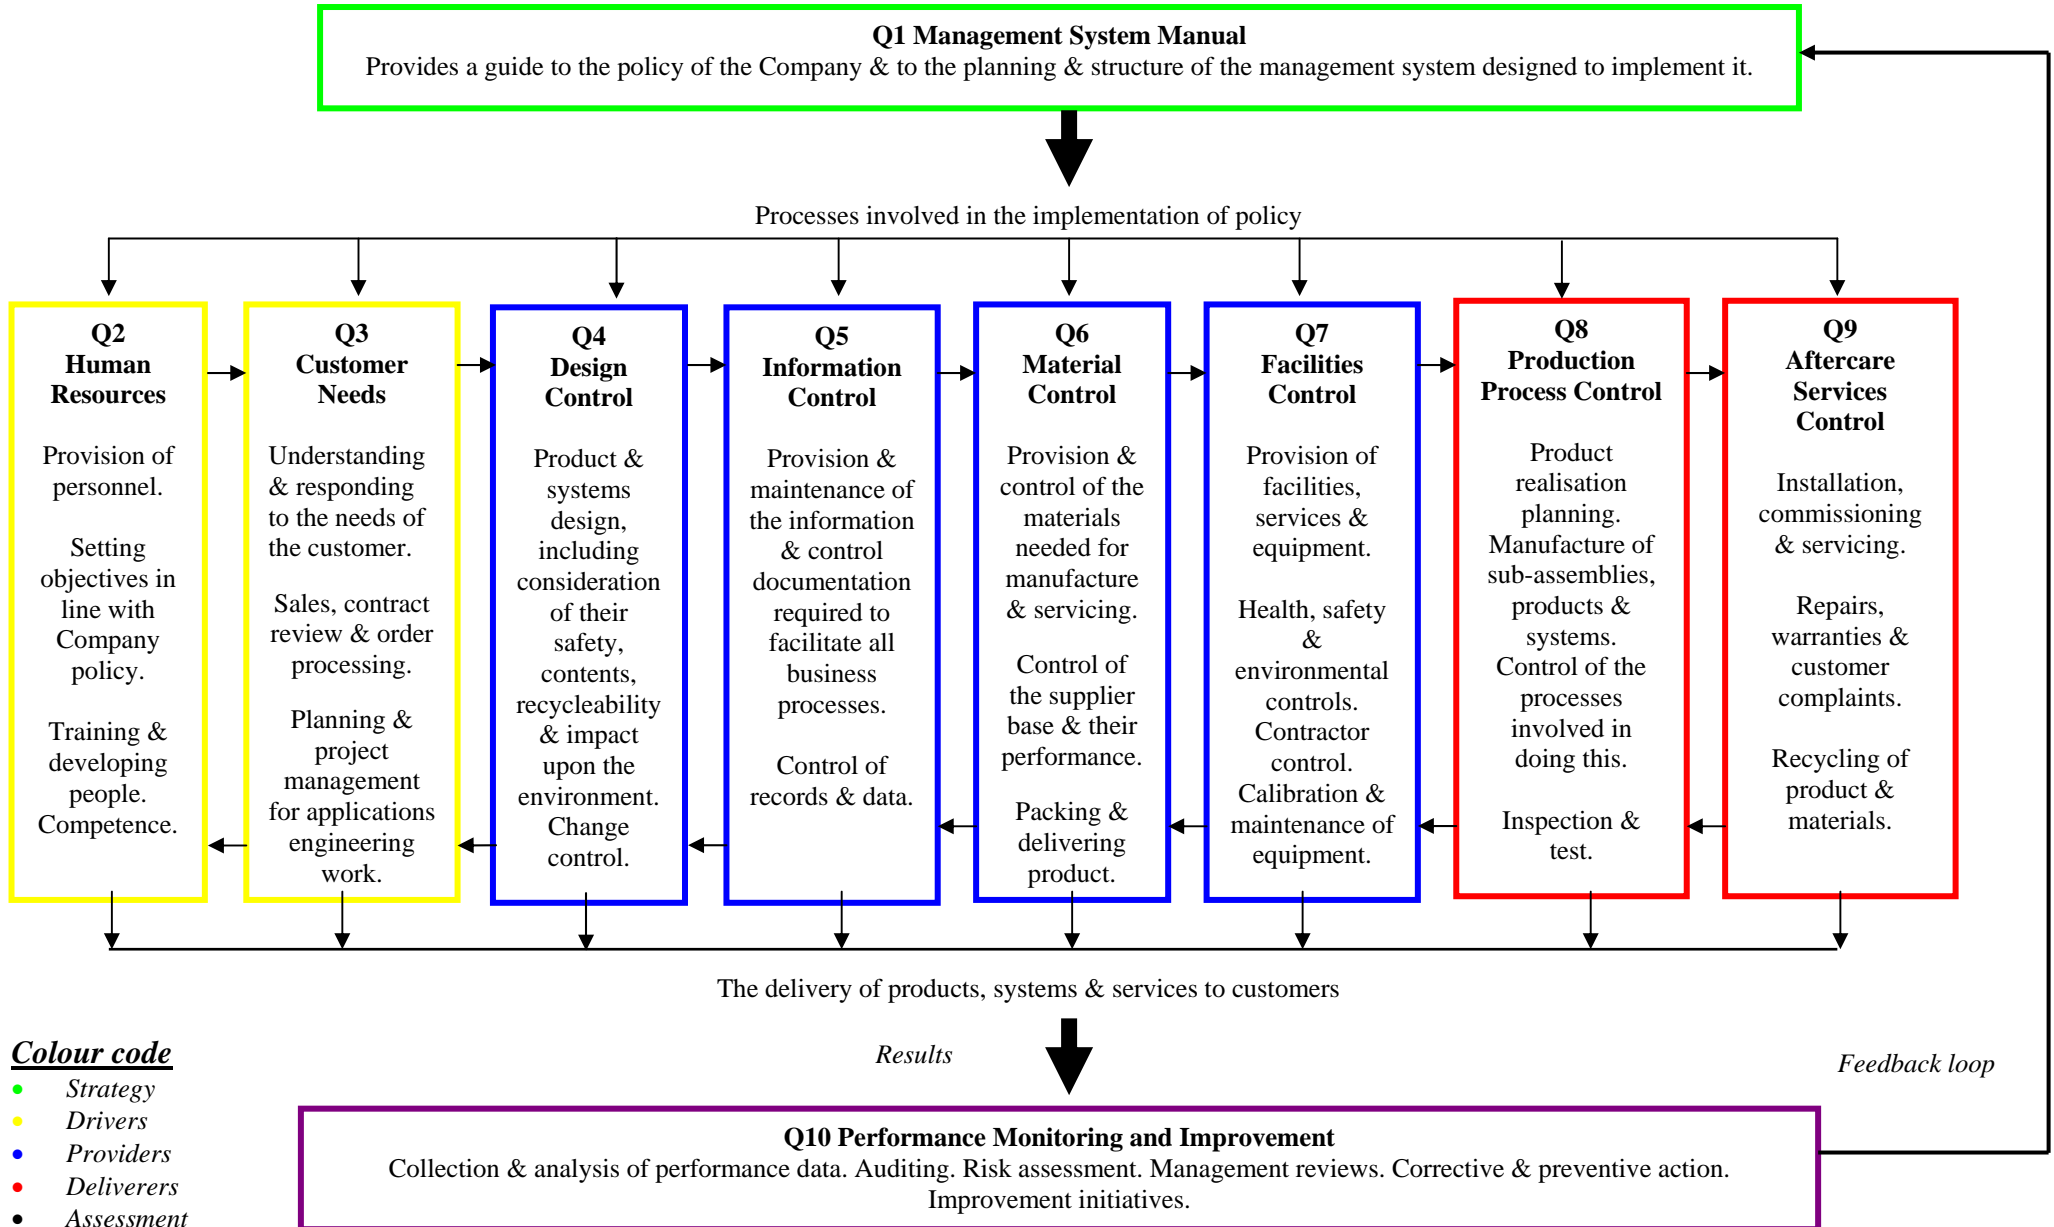 Q1 Management System Manual
Provides a guide to the policy of the Company & to the planning & structure of the management system designed to implement it.
Processes involved in the implementation of policy
Q2
Human
Resources
Provision of
personnel.
Setting
objectives in
line with
Company
policy.
Training &
developing
people.
Competence.
Q3
Customer
Needs
Understanding
& responding
to the needs of
the customer.
Sales, contract
review & order
processing.
Planning &
project
management
for applications
engineering
work.
Q4
Design
Control
Product &
systems
design,
including
consideration
of their
safety,
contents,
recycleability
& impact
upon the
environment.
Change
control.
Q5
Information
Control
Provision &
maintenance of
the information
& control
documentation
required to
facilitate all
business
processes.
Control of
records & data.
Q6
Material
Control
Provision &
control of the
materials
needed for
manufacture
& servicing.
Control of
the supplier
base & their
performance.
Packing &
delivering
product.
Q7
Facilities
Control
Provision of
facilities,
services &
equipment.
Health, safety
&
environmental
controls.
Contractor
control.
Calibration &
maintenance of
equipment.
Q8
Production
Process Control
Product
realisation
planning.
Manufacture of
sub-assemblies,
products &
systems.
Control of the
processes
involved in
doing this.
Inspection &
test.
Q9
Aftercare
Services
Control
Installation,
commissioning
& servicing.
Repairs,
warranties &
customer
complaints.
Recycling of
product &
materials.
The delivery of products, systems & services to customers
Results
Feedback loop
Colour code
• Strategy
• Drivers
• Providers
• Deliverers
• Assessment
Q10 Performance Monitoring and Improvement
Collection & analysis of performance data. Auditing. Risk assessment. Management reviews. Corrective & preventive action.
Improvement initiatives.